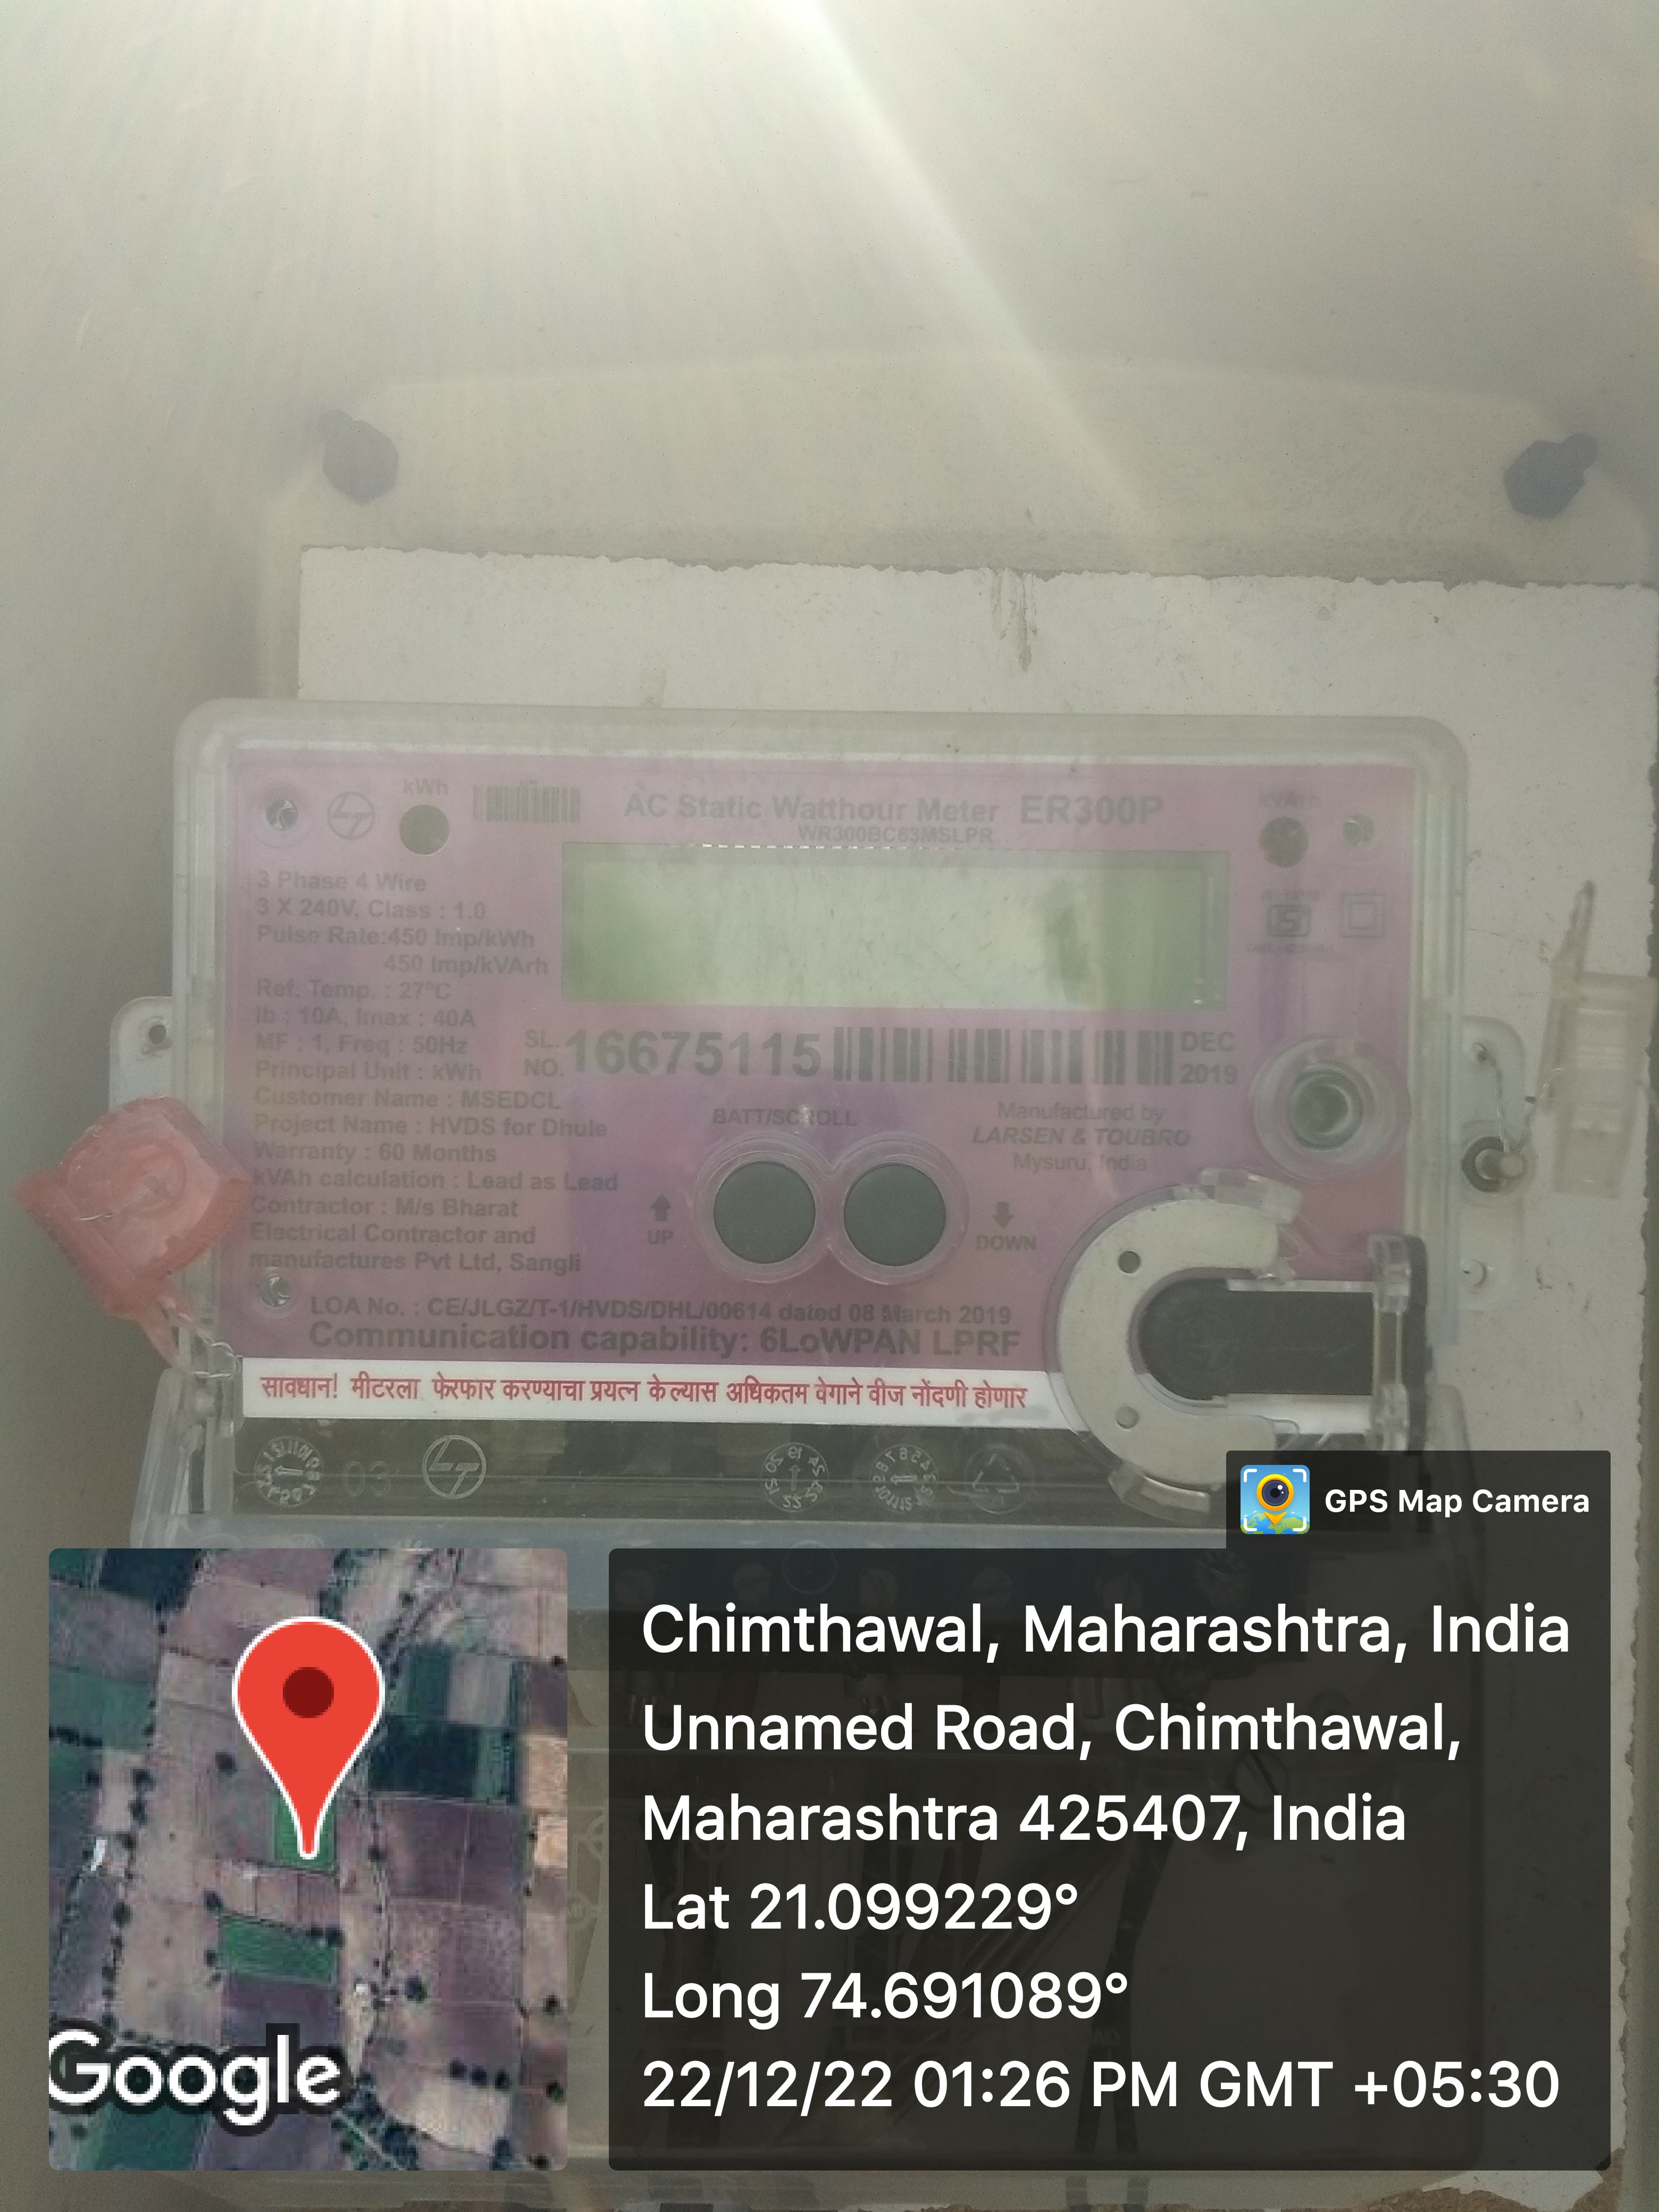 kWh
AC Static Watthour Meter ER300P
WR300BC63MSLPR
kVArh
3 Phase 4 Wire
3 X 240V, Class : 1.0
Pulse Rate:450 Imp/kWh
450 Imp/kVArh
Ref. Temp. : 27°C
Ib : 10A, Imax : 40A
MF : 1, Freq : 50Hz
Principal Unit : kWh
SL. NO. 16675115
DEC 2019
Customer Name : MSEDCL
Project Name : HVDS for Dhule
Warranty : 60 Months
kVAh calculation : Lead as Lead
Contractor : M/s Bharat
Electrical Contractor and
manufactures Pvt Ltd, Sangli
BATT/SCROLL
UP
DOWN
Manufactured by
LARSEN & TOUBRO
Mysuru, India
LOA No. : CE/JLGZ/T-1/HVDS/DHL/00614 dated 08 March 2019
Communication capability: 6LoWPAN LPRF
सावधान! मीटरला फेरफार करण्याचा प्रयत्न केल्यास अधिकतम वेगाने वीज नोंदणी होणार
03
GPS Map Camera
Chimthawal, Maharashtra, India
Unnamed Road, Chimthawal,
Maharashtra 425407, India
Lat 21.099229°
Long 74.691089°
22/12/22 01:26 PM GMT +05:30
Google